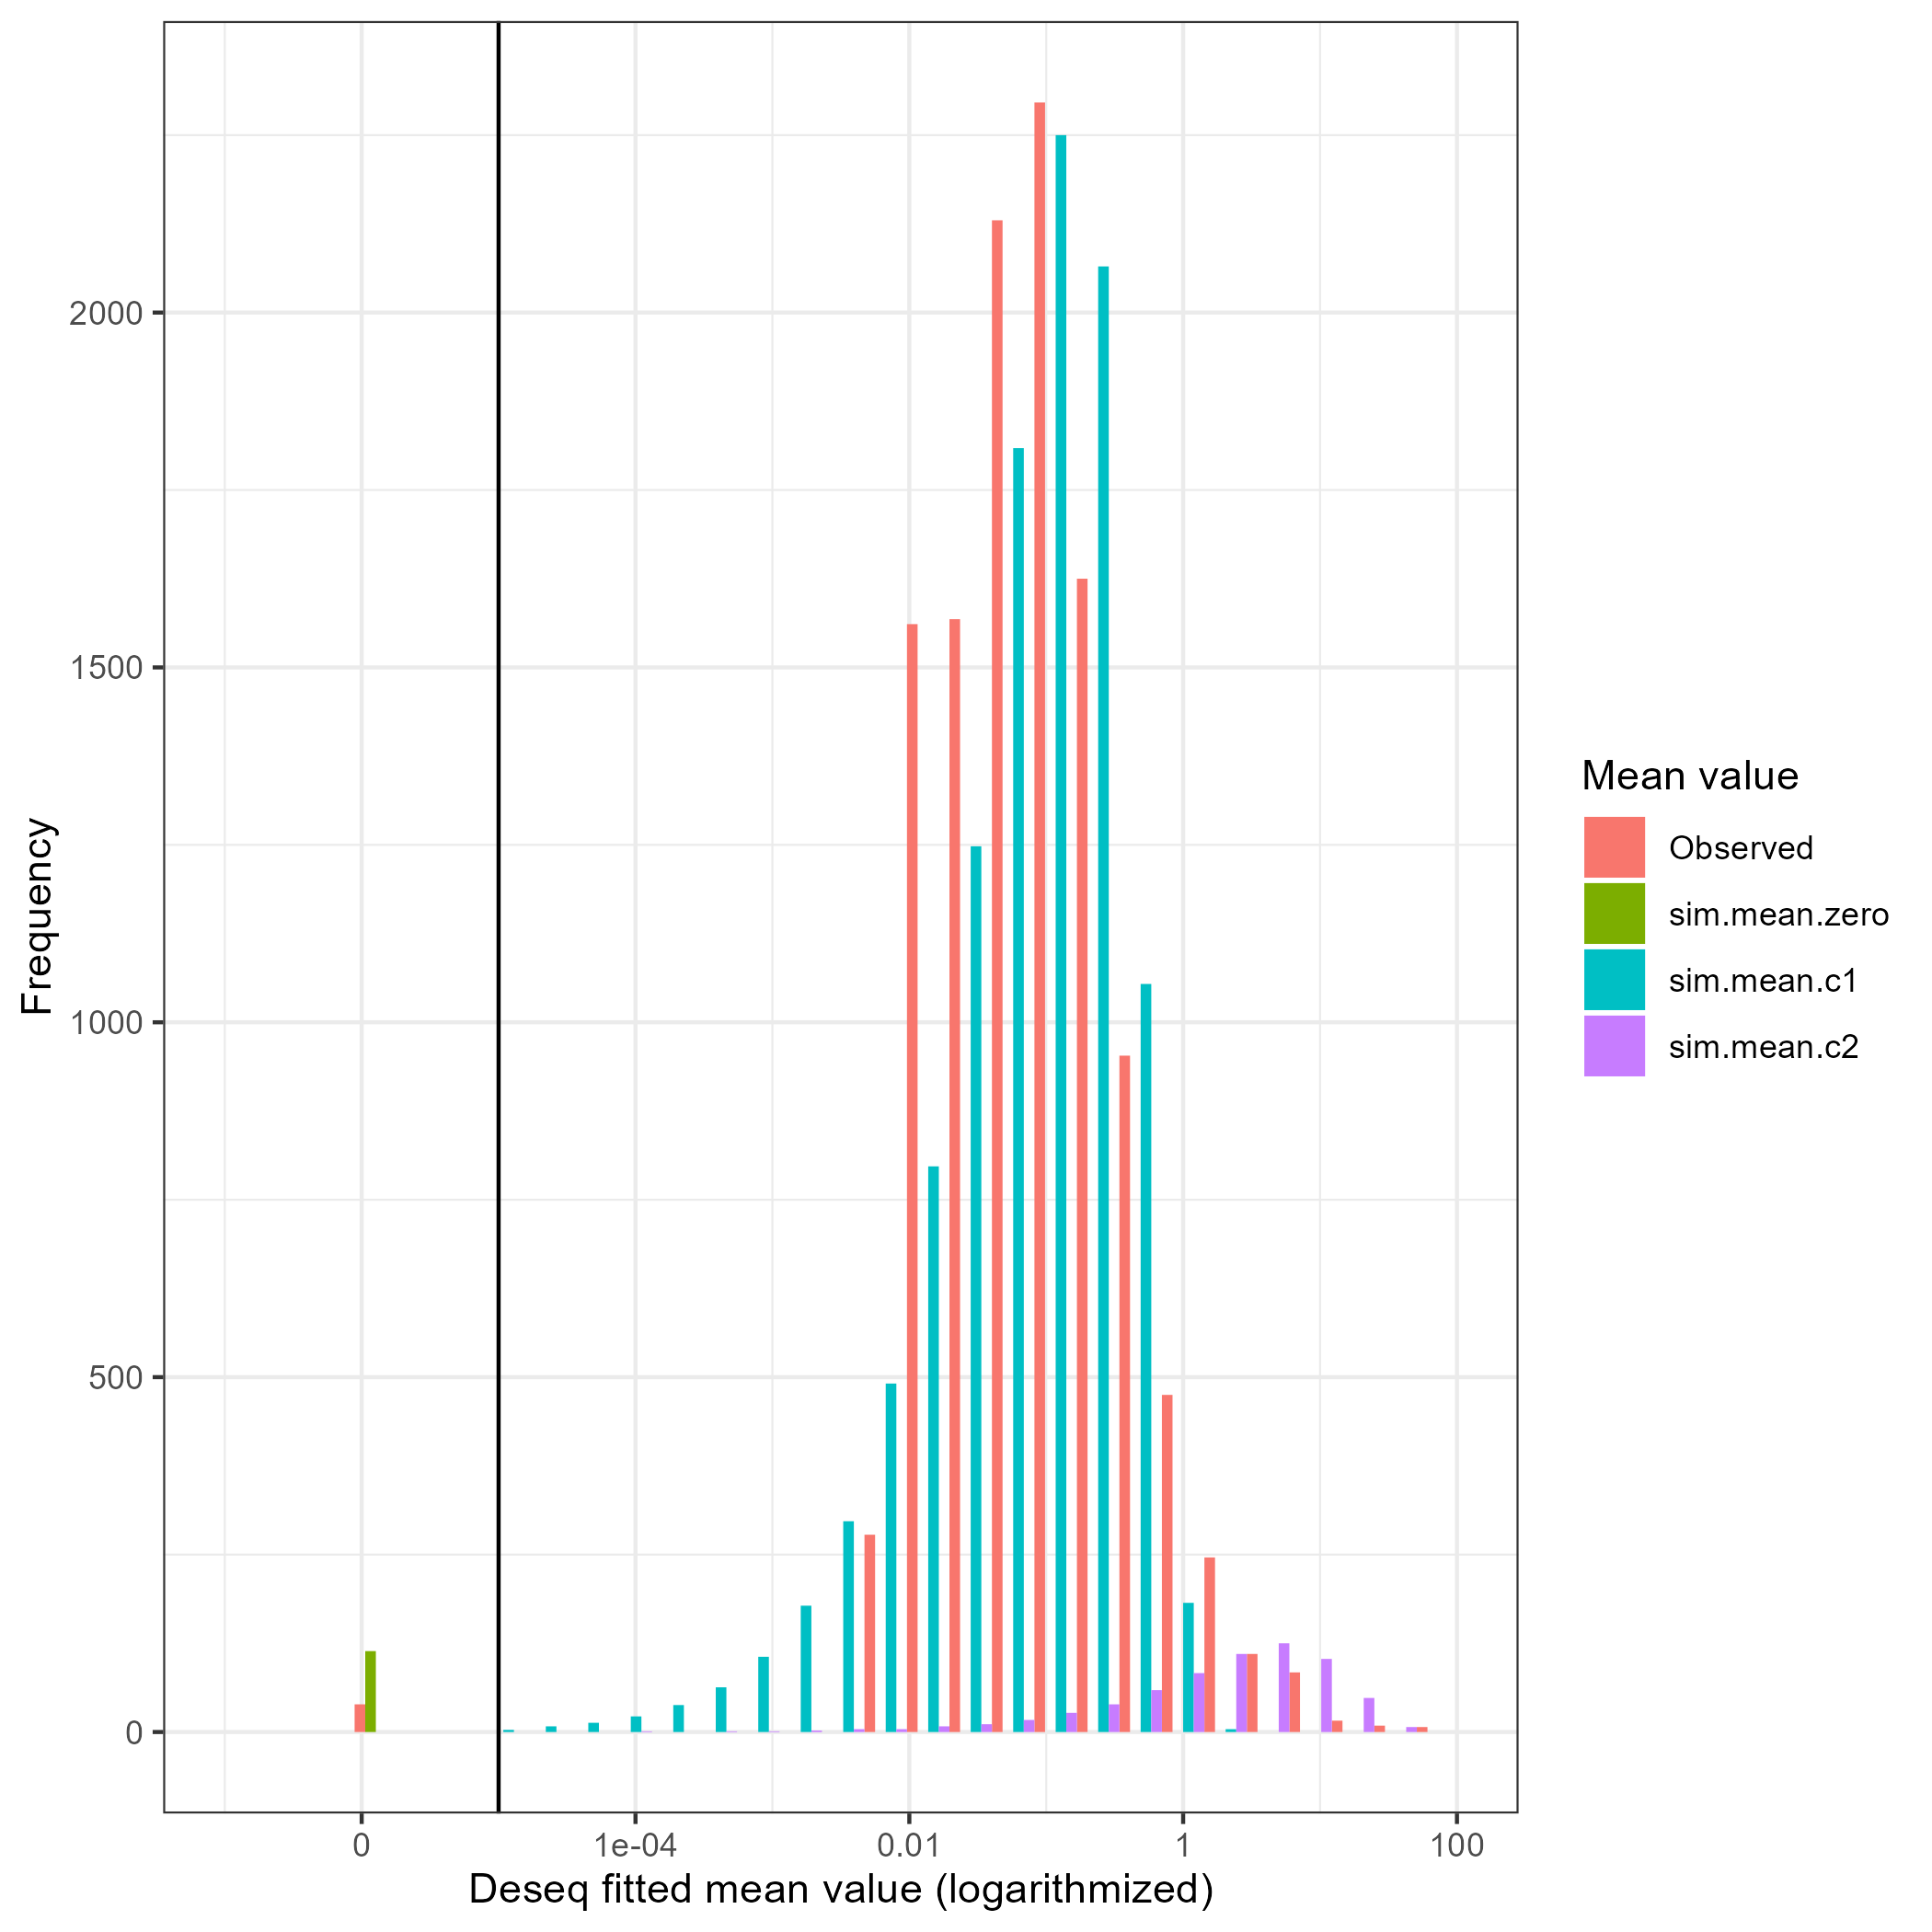 2000
1500
1000
500
0
Frequency
0
1e-04
0.01
1
100
Deseq fitted mean value (logarithmized)
Mean value
Observed
sim.mean.zero
sim.mean.c1
sim.mean.c2